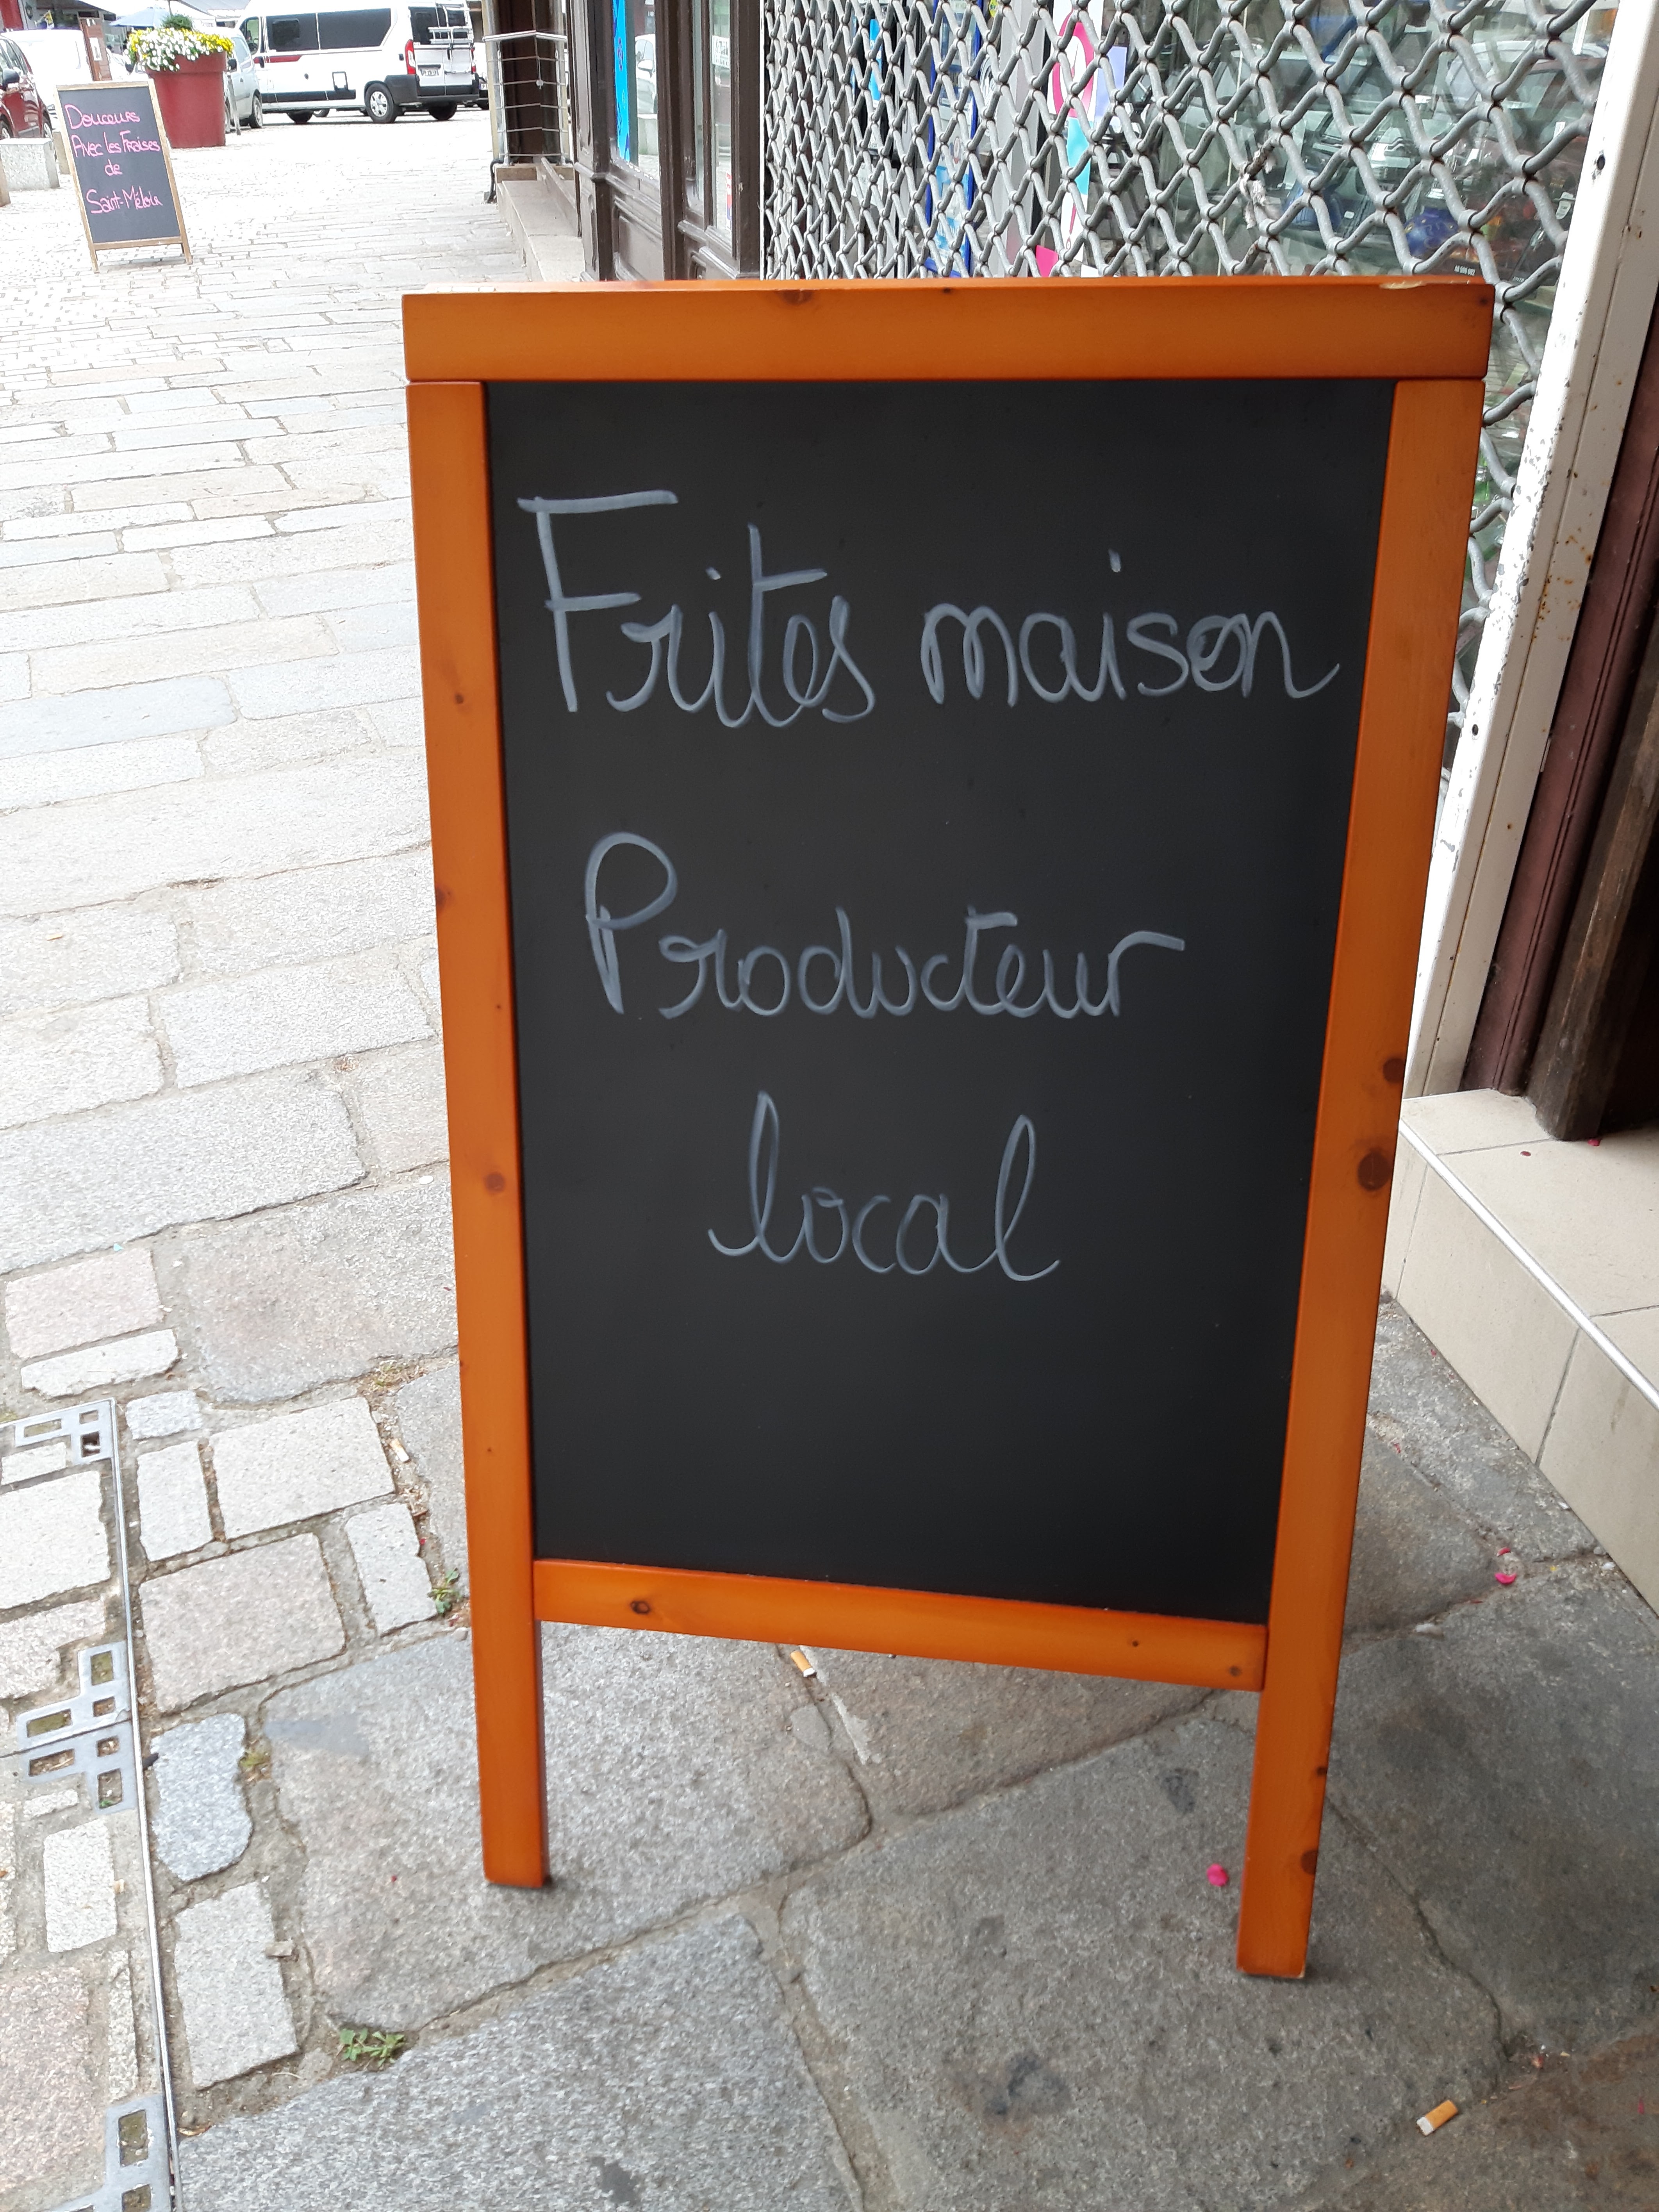 Douceurs
Avec les Fraises
de
Saint-Méloir
Frites maison
Producteur
local